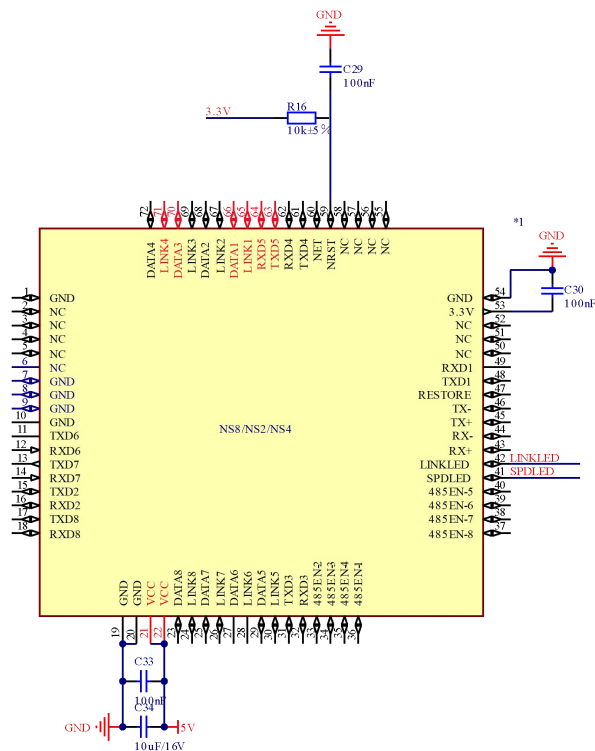 GND
C29
100nF
3.3V
R16
10k±5%
72
71
70
69
68
67
66
65
64
63
62
61
60
59
58
57
56
55
DATA4
LINK4
DATA3
LINK3
DATA2
LINK2
DATA1
LINK1
RXD5
TXD5
RXD4
TXD4
NET
NRST
NC
NC
NC
NC
*1
GND
C30
100nF
1 GND
2 NC
3 NC
4 NC
5 NC
6 NC
7 GND
8 GND
9 GND
10 GND
11 TXD6
12 RXD6
13 TXD7
14 RXD7
15 TXD2
16 RXD2
17 TXD8
18 RXD8
NS8/NS2/NS4
GND 54
3.3V 53
NC 52
NC 51
NC 50
RXD1 49
TXD1 48
RESTORE 47
TX- 46
TX+ 45
RX- 44
RX+ 43
LINKLED 42 LINKLED
SPDLED 41 SPDLED
485EN-5 40
485EN-6 39
485EN-7 38
485EN-8 37
GND
GND
VCC
VCC
DATA8
LINK8
DATA7
LINK7
DATA6
LINK6
DATA5
LINK5
TXD3
RXD3
485EN-2
485EN-3
485EN-4
485EN-1
19
20
21
22
23
24
25
26
27
28
29
30
31
32
33
34
35
36
C33
100nF
C34
GND
5V
10uF/16V